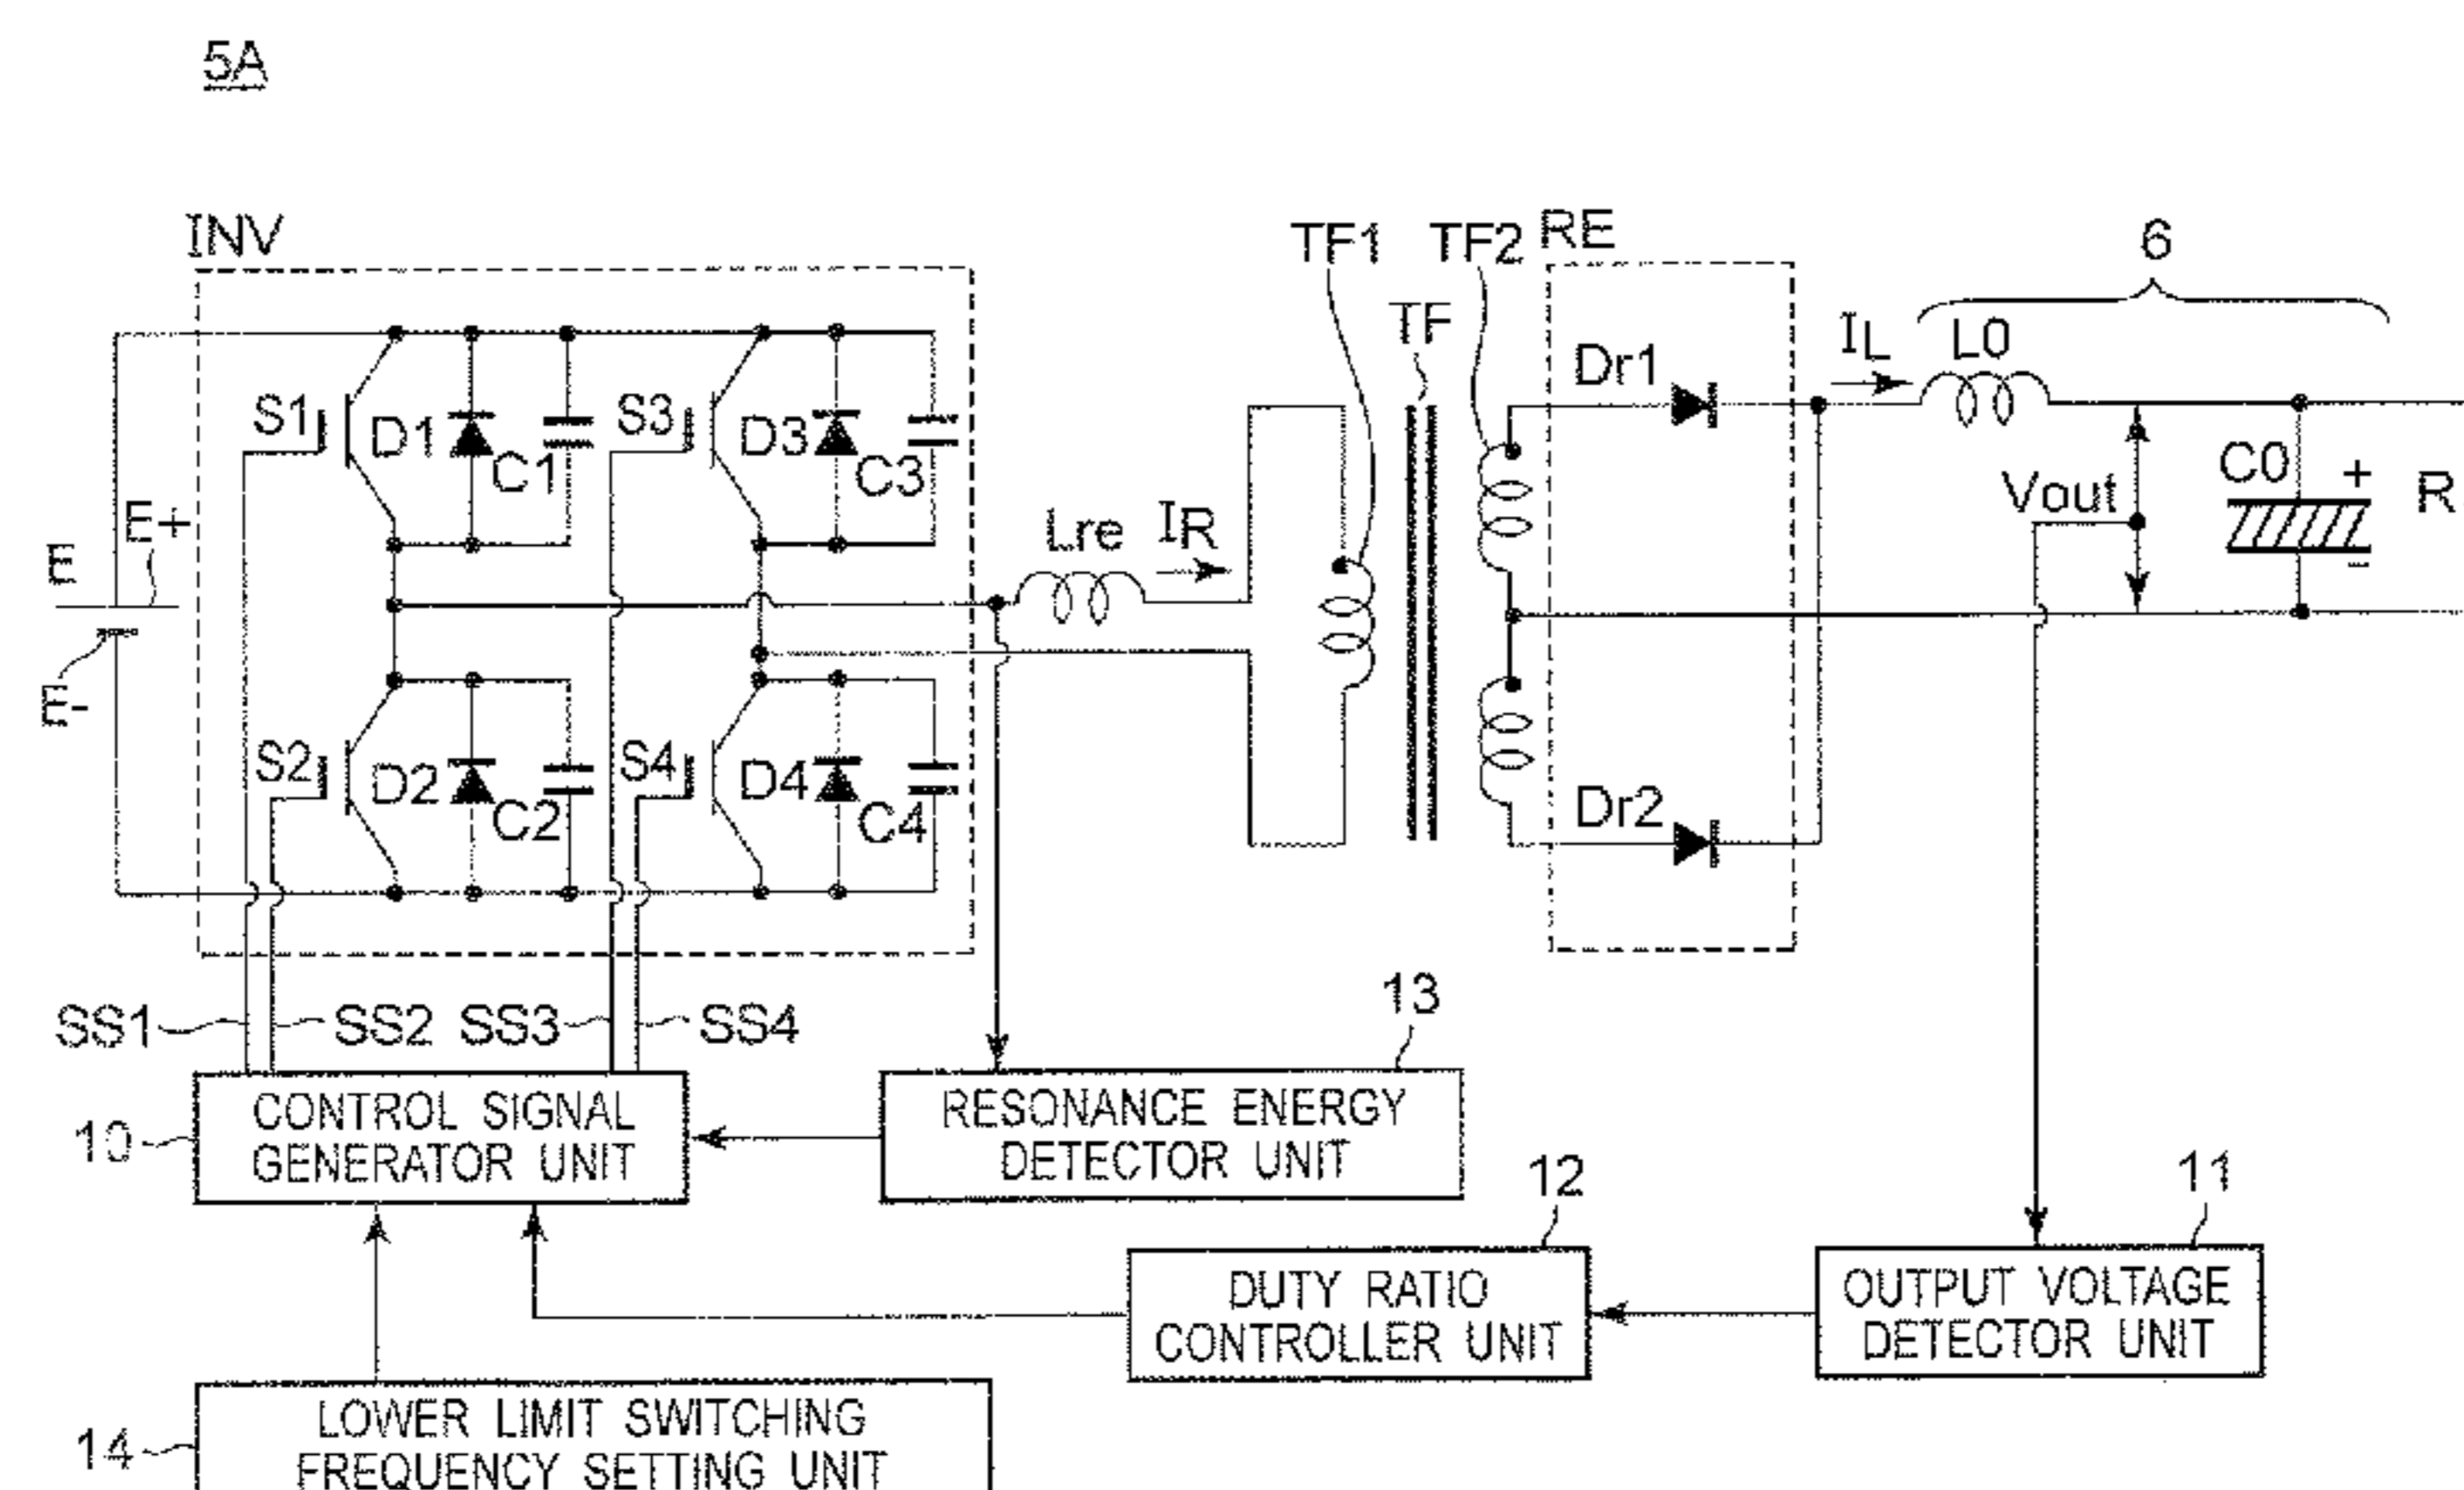 5A
INV
TF1
TF2
RE
6
TF
IL
L0
Dr1
S1
D1
C1
S3
D3
C3
E+
E
E-
Lre
IR
Vout
C0
+
-
R
S2
D2
C2
S4
D4
C4
Dr2
SS1
SS2
SS3
SS4
13
10
CONTROL SIGNAL
GENERATOR UNIT
RESONANCE ENERGY
DETECTOR UNIT
12
11
DUTY RATIO
CONTROLLER UNIT
OUTPUT VOLTAGE
DETECTOR UNIT
14
LOWER LIMIT SWITCHING
FREQUENCY SETTING UNIT